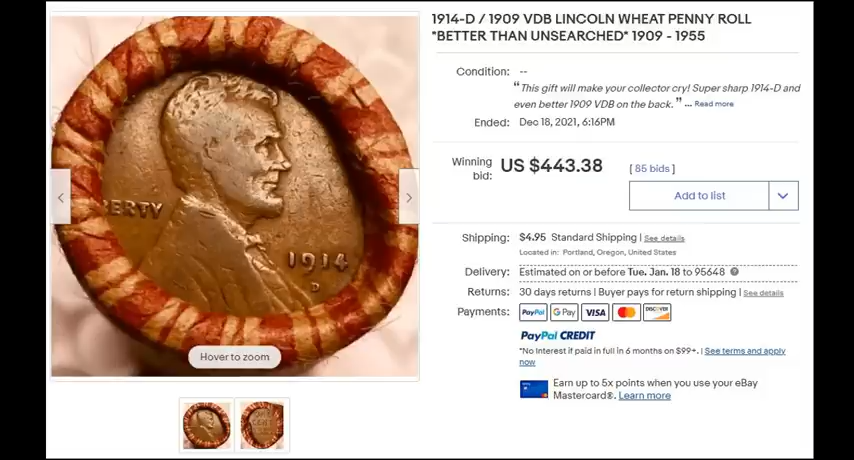 1914-D / 1909 VDB LINCOLN WHEAT PENNY ROLL
"BETTER THAN UNSEARCHED" 1909 - 1955
Condition: --
"This gift will make your collector cry! Super sharp 1914-D and
even better 1909 VDB on the back." ... Read more
Ended: Dec 18, 2021, 6:16PM
Winning bid: US $443.38 [ 85 bids ]
Add to list
Shipping: $4.95 Standard Shipping | See details
Located in: Portland, Oregon, United States
Delivery: Estimated on or before Tue. Jan. 18 to 95648
Returns: 30 days returns | Buyer pays for return shipping | See details
Payments: PayPal G Pay VISA MasterCard DISCOVER
PayPal CREDIT
*No Interest if paid in full in 6 months on $99+. | See terms and apply
now
Earn up to 5x points when you use your eBay
Mastercard®. Learn more
BERTY
1914
D
Hover to zoom
ONE
CENT